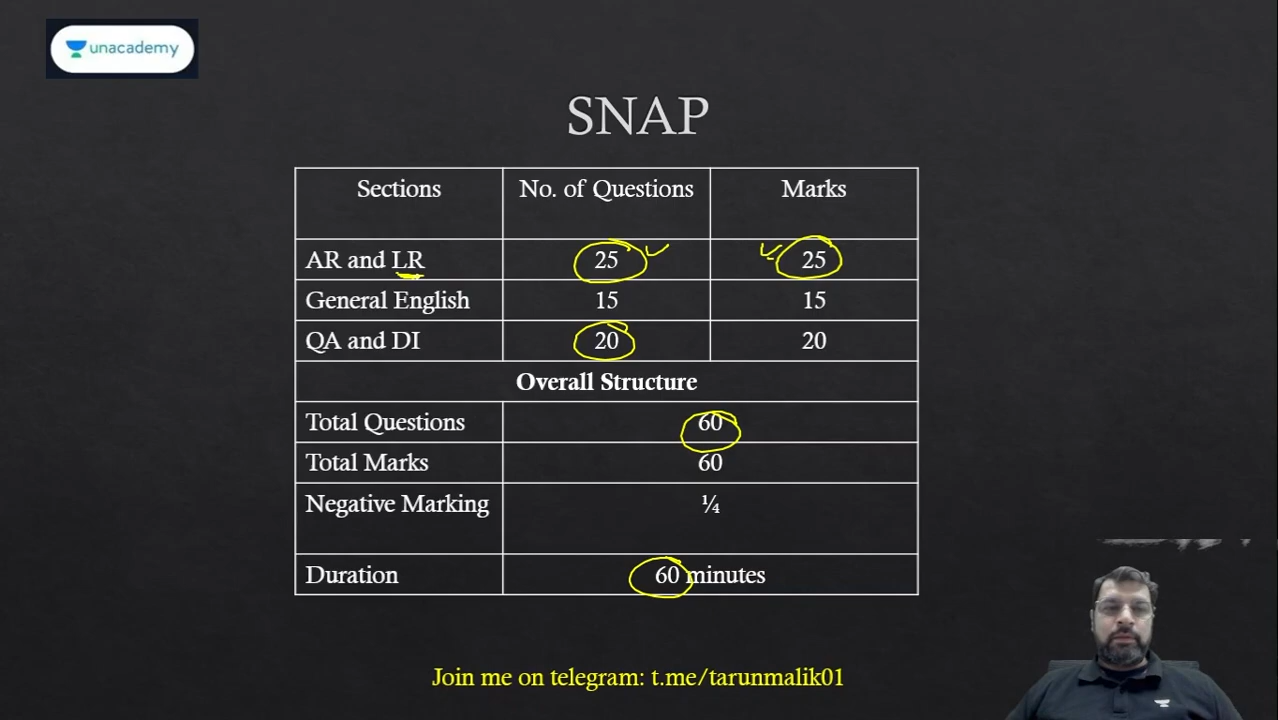 unacademy
SNAP
Sections No. of Questions Marks
AR and LR 25 25
General English 15 15
QA and DI 20 20
Overall Structure
Total Questions 60
Total Marks 60
Negative Marking ¼
Duration 60 minutes
Join me on telegram: t.me/tarunmalik01